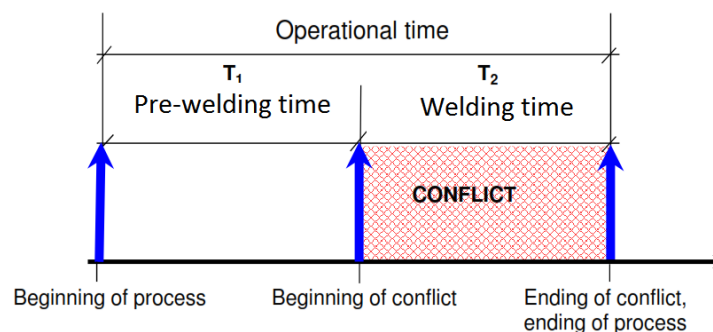 Operational time
T₁ T₂
Pre-welding time Welding time
CONFLICT
Beginning of process Beginning of conflict Ending of conflict,
ending of process